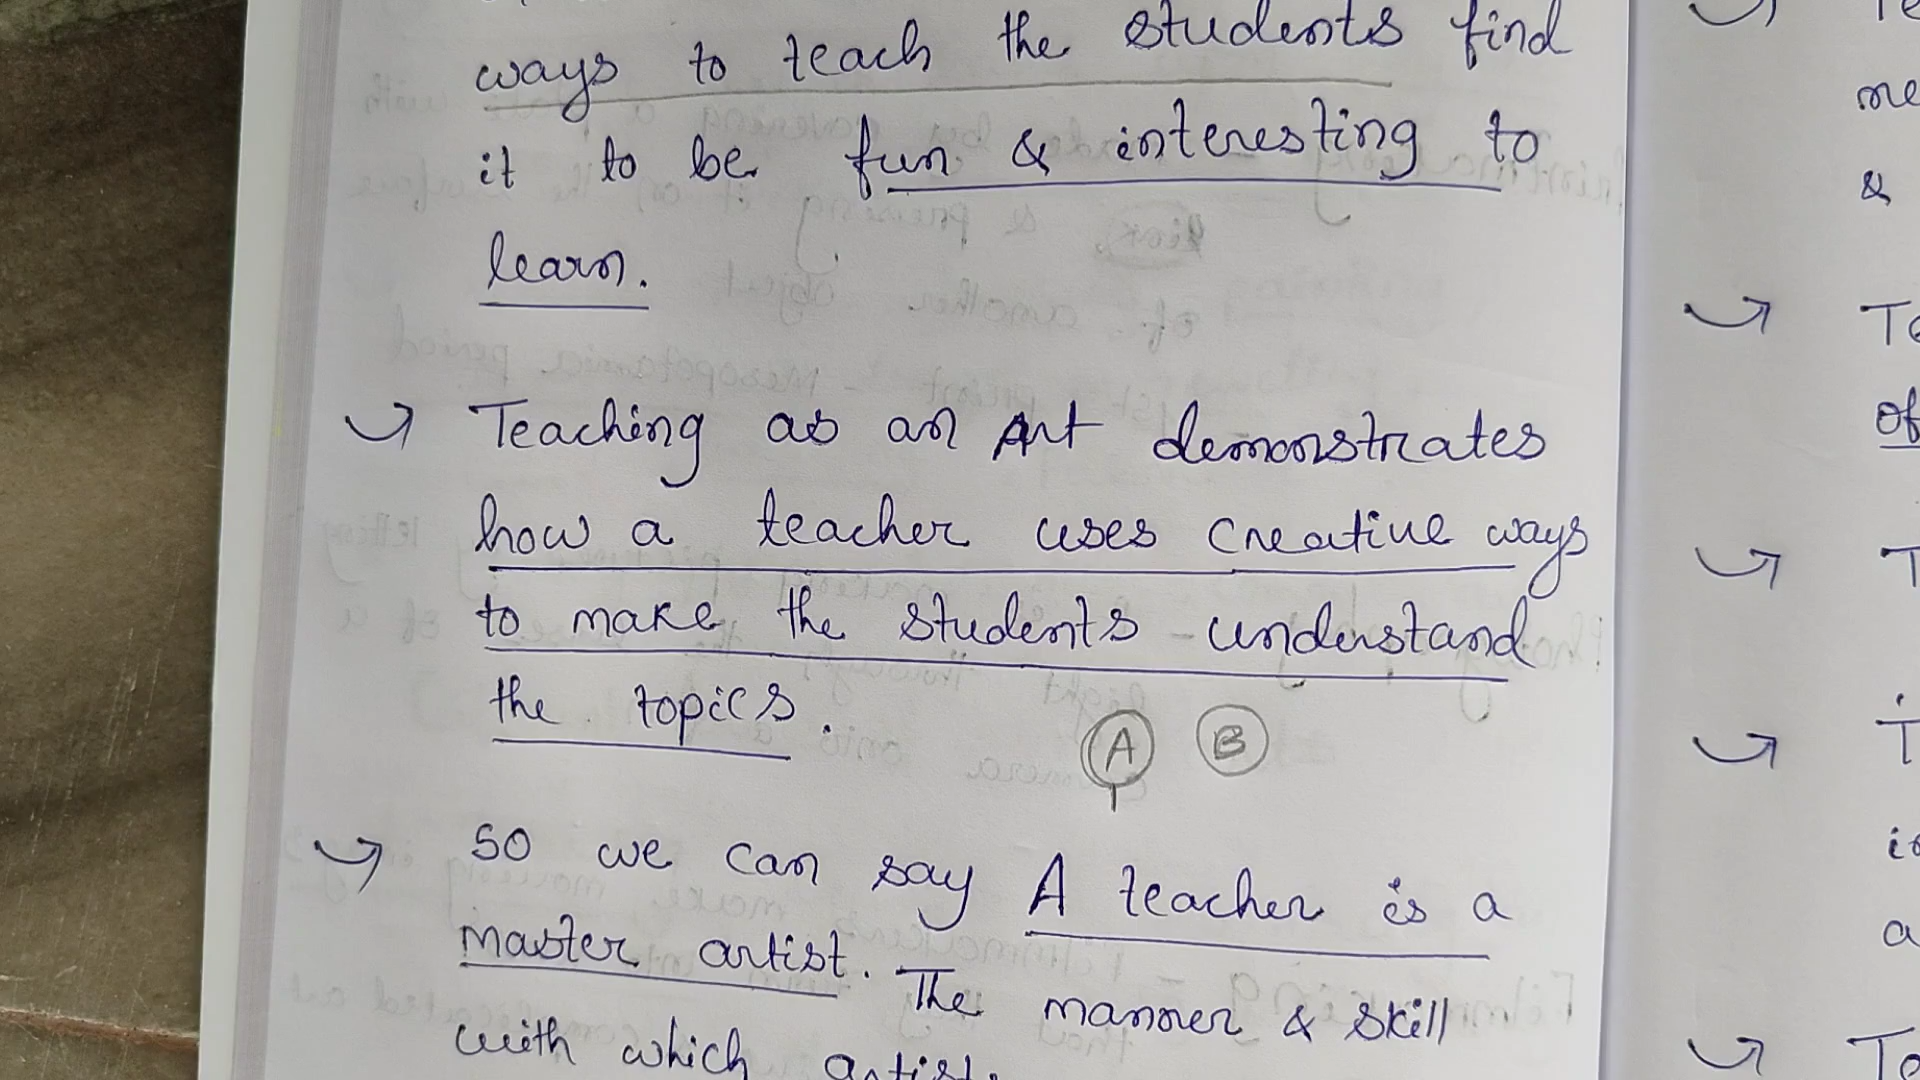 ways to teach the students find
it to be fun & interesting to
learn.
Teaching as an Art demonstrates
how a teacher uses creative ways
to make the students understand
the topics.
A B
so we can say A teacher is a
master artist. The manner & skill
with which
me
&
of